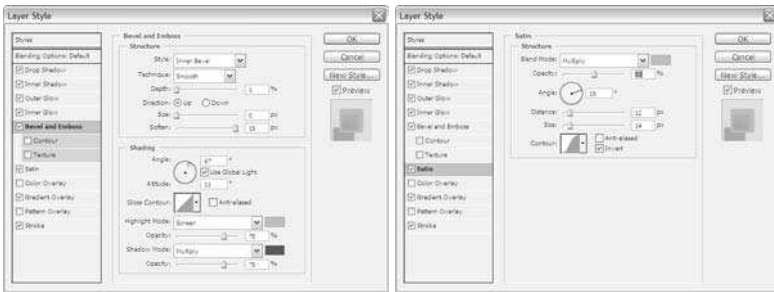 Layer Style
Styles
Blending Options: Default
Drop Shadow
Inner Shadow
Outer Glow
Inner Glow
Bevel and Emboss
Contour
Texture
Satin
Color Overlay
Gradient Overlay
Pattern Overlay
Stroke
Bevel and Emboss
Structure
Style: Inner Bevel
Technique: Smooth
Depth: 1 %
Direction: Up Down
Size: 0 px
Soften: px
Shading
Angle: °
Use Global Light
Altitude: °
Gloss Contour: Anti-aliased
Highlight Mode: Screen
Opacity: 75 %
Shadow Mode: Multiply
Opacity: 75 %
OK
Cancel
New Style...
Preview
Layer Style
Styles
Blending Options: Default
Drop Shadow
Inner Shadow
Outer Glow
Inner Glow
Bevel and Emboss
Contour
Texture
Satin
Color Overlay
Gradient Overlay
Pattern Overlay
Stroke
Satin
Structure
Blend Mode: Multiply
Opacity: %
Angle: °
Distance: 12 px
Size: 14 px
Contour: Anti-aliased
Invert
OK
Cancel
New Style...
Preview